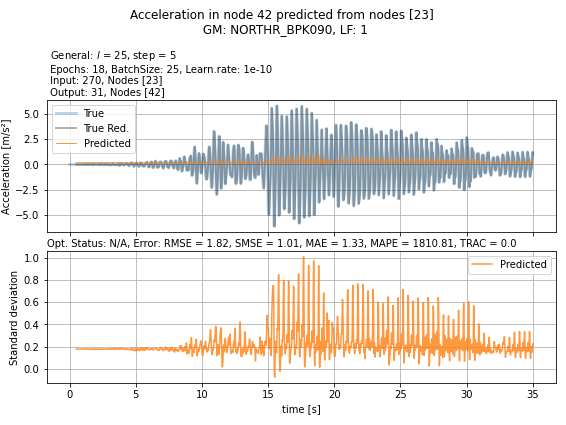 Acceleration in node 42 predicted from nodes [23]
GM: NORTHR_BPK090, LF: 1
General: l = 25, step = 5
Epochs: 18, BatchSize: 25, Learn.rate: 1e-10
Input: 270, Nodes [23]
Output: 31, Nodes [42]
Acceleration [m/s²]
5.0
2.5
0.0
−2.5
−5.0
True
True Red.
Predicted
Opt. Status: N/A, Error: RMSE = 1.82, SMSE = 1.01, MAE = 1.33, MAPE = 1810.81, TRAC = 0.0
Standard deviation
1.0
0.8
0.6
0.4
0.2
0.0
Predicted
0 5 10 15 20 25 30 35
time [s]